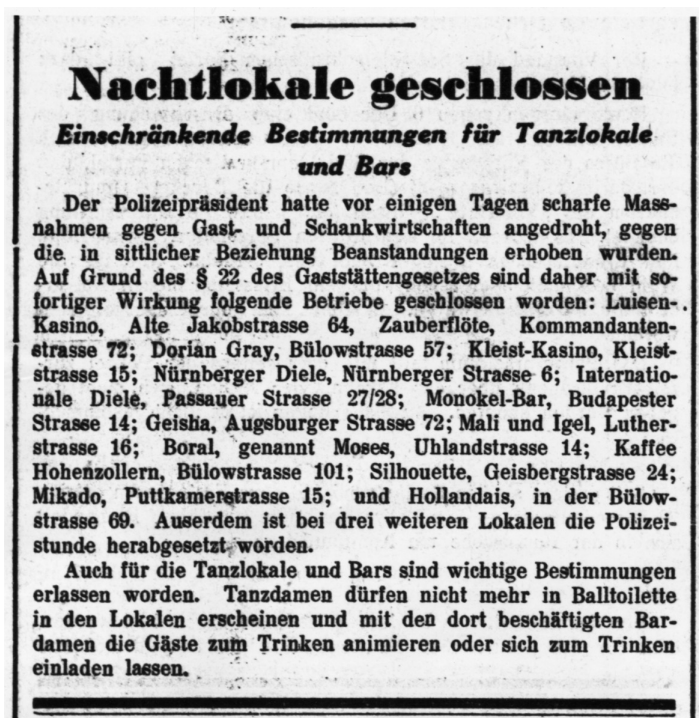 Nachtlokale geschlossen
Einschränkende Bestimmungen für Tanzlokale
und Bars
Der Polizeipräsident hatte vor einigen Tagen scharfe Mass-
nahmen gegen Gast- und Schankwirtschaften angedroht, gegen
die in sittlicher Beziehung Beanstandungen erhoben wurden.
Auf Grund des § 22 des Gaststättengesetzes sind daher mit so-
fortiger Wirkung folgende Betriebe geschlossen worden: Luisen-
Kasino, Alte Jakobstrasse 64, Zauberflöte, Kommandanten-
strasse 72; Dorian Gray, Bülowstrasse 57; Kleist-Kasino, Kleist-
strasse 15; Nürnberger Diele, Nürnberger Strasse 6; Internatio-
nale Diele, Passauer Strasse 27/28; Monokel-Bar, Budapester
Strasse 14; Geisha, Augsburger Strasse 72; Mali und Igel, Luther-
strasse 16; Boral, genannt Moses, Uhlandstrasse 14; Kaffee
Hohenzollern, Bülowstrasse 101; Silhouette, Geisbergstrasse 24;
Mikado, Puttkamerstrasse 15; und Hollandais, in der Bülow-
strasse 69. Auserdem ist bei drei weiteren Lokalen die Polizei-
stunde herabgesetzt worden.
Auch für die Tanzlokale und Bars sind wichtige Bestimmungen
erlassen worden. Tanzdamen dürfen nicht mehr in Balltoilette
in den Lokalen erscheinen und mit den dort beschäftigten Bar-
damen die Gäste zum Trinken animieren oder sich zum Trinken
einladen lassen.